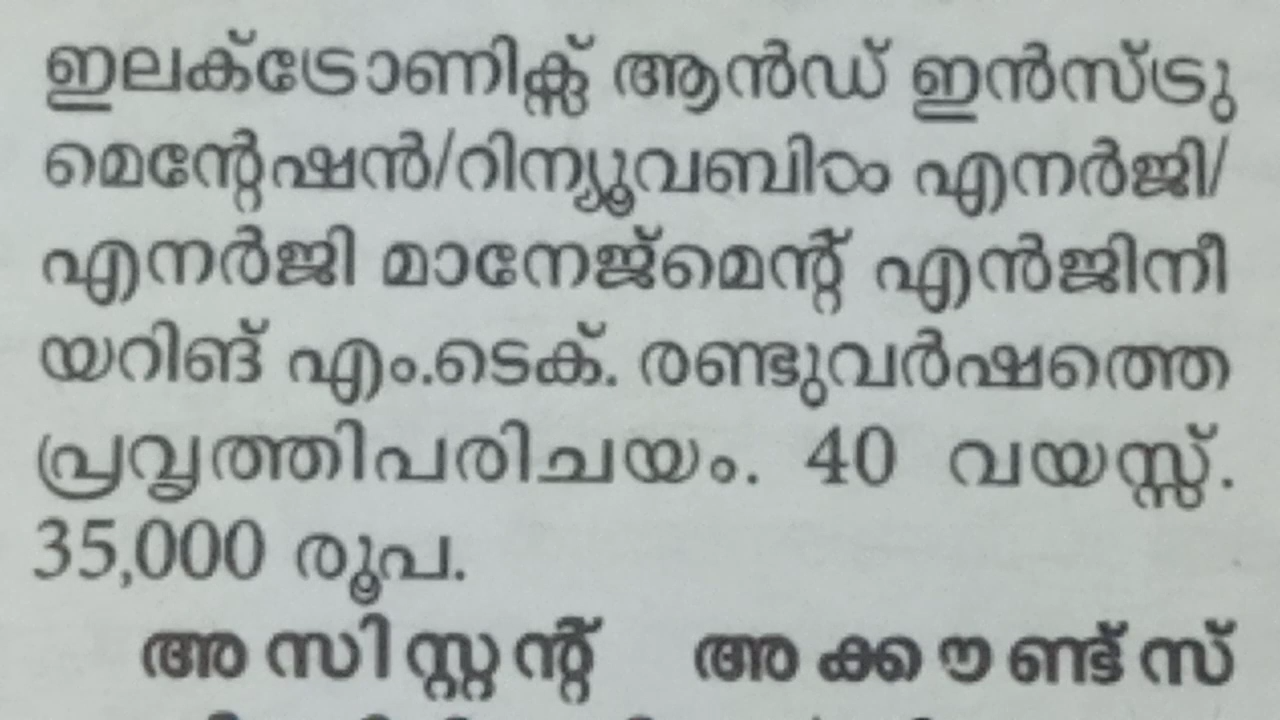 ഇലക്ട്രോണിക്സ് ആൻഡ് ഇൻസ്ട്രു
മെന്റേഷൻ/റിന്യൂവബിൾ എനർജി/
എനർജി മാനേജ്മെന്റ് എൻജിനീ
യറിങ് എം.ടെക്. രണ്ടുവർഷത്തെ
പ്രവൃത്തിപരിചയം. 40 വയസ്സ്.
35,000 രൂപ.
അസിസ്റ്റന്റ് അക്കൗണ്ട്സ്